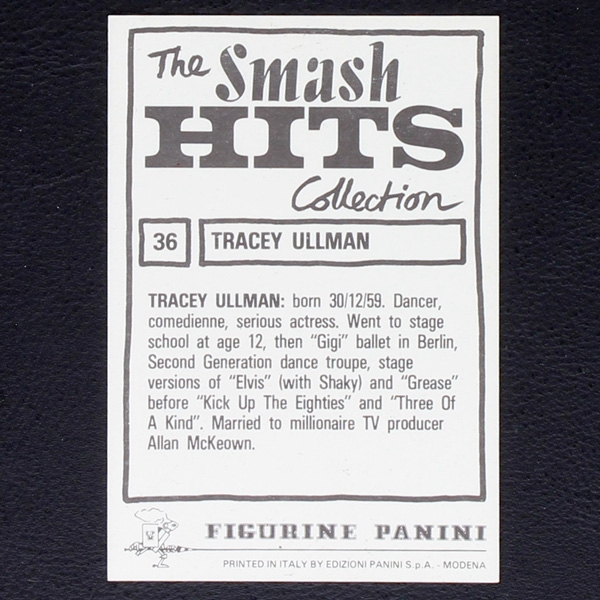 The Smash
HITS
Collection
36 TRACEY ULLMAN
TRACEY ULLMAN: born 30/12/59. Dancer,
comedienne, serious actress. Went to stage
school at age 12, then “Gigi” ballet in Berlin,
Second Generation dance troupe, stage
versions of “Elvis” (with Shaky) and “Grease”
before “Kick Up The Eighties” and “Three Of
A Kind”. Married to millionaire TV producer
Allan McKeown.
FIGURINE PANINI
PRINTED IN ITALY BY EDIZIONI PANINI S.p.A. - MODENA